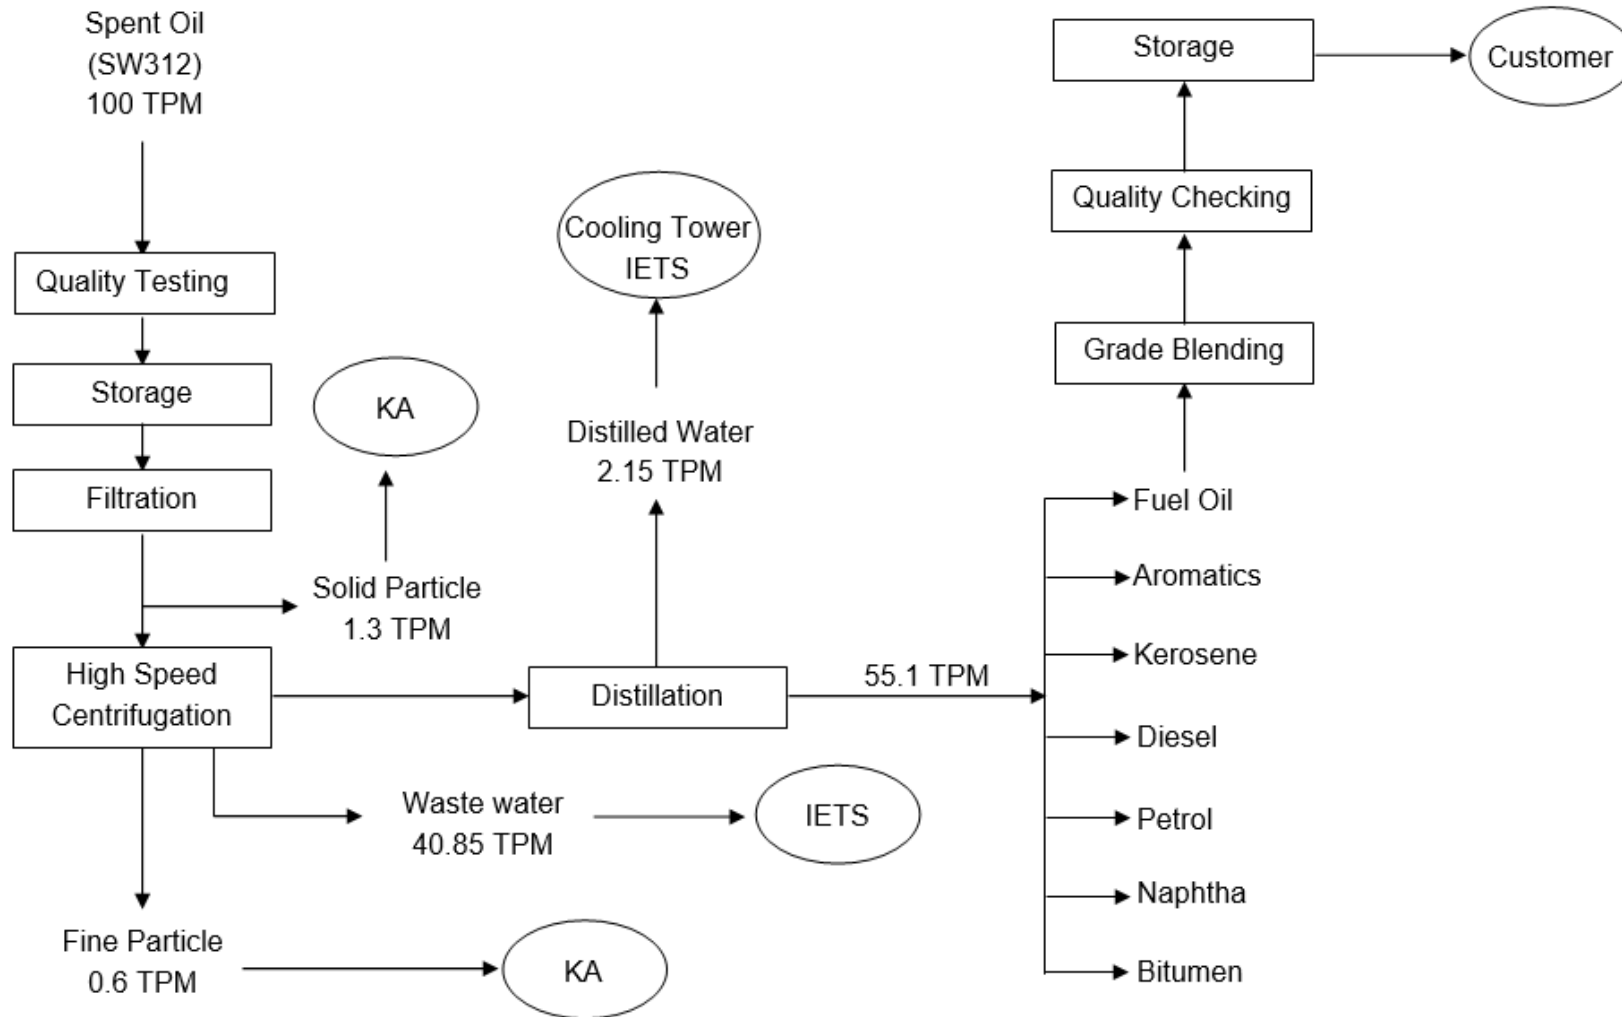 Spent Oil
(SW312)
100 TPM
Quality Testing
Storage
Filtration
Solid Particle
1.3 TPM
KA
High Speed
Centrifugation
Fine Particle
0.6 TPM
KA
Waste water
40.85 TPM
IETS
Distillation
Distilled Water
2.15 TPM
Cooling Tower
IETS
55.1 TPM
Fuel Oil
Aromatics
Kerosene
Diesel
Petrol
Naphtha
Bitumen
Grade Blending
Quality Checking
Storage
Customer